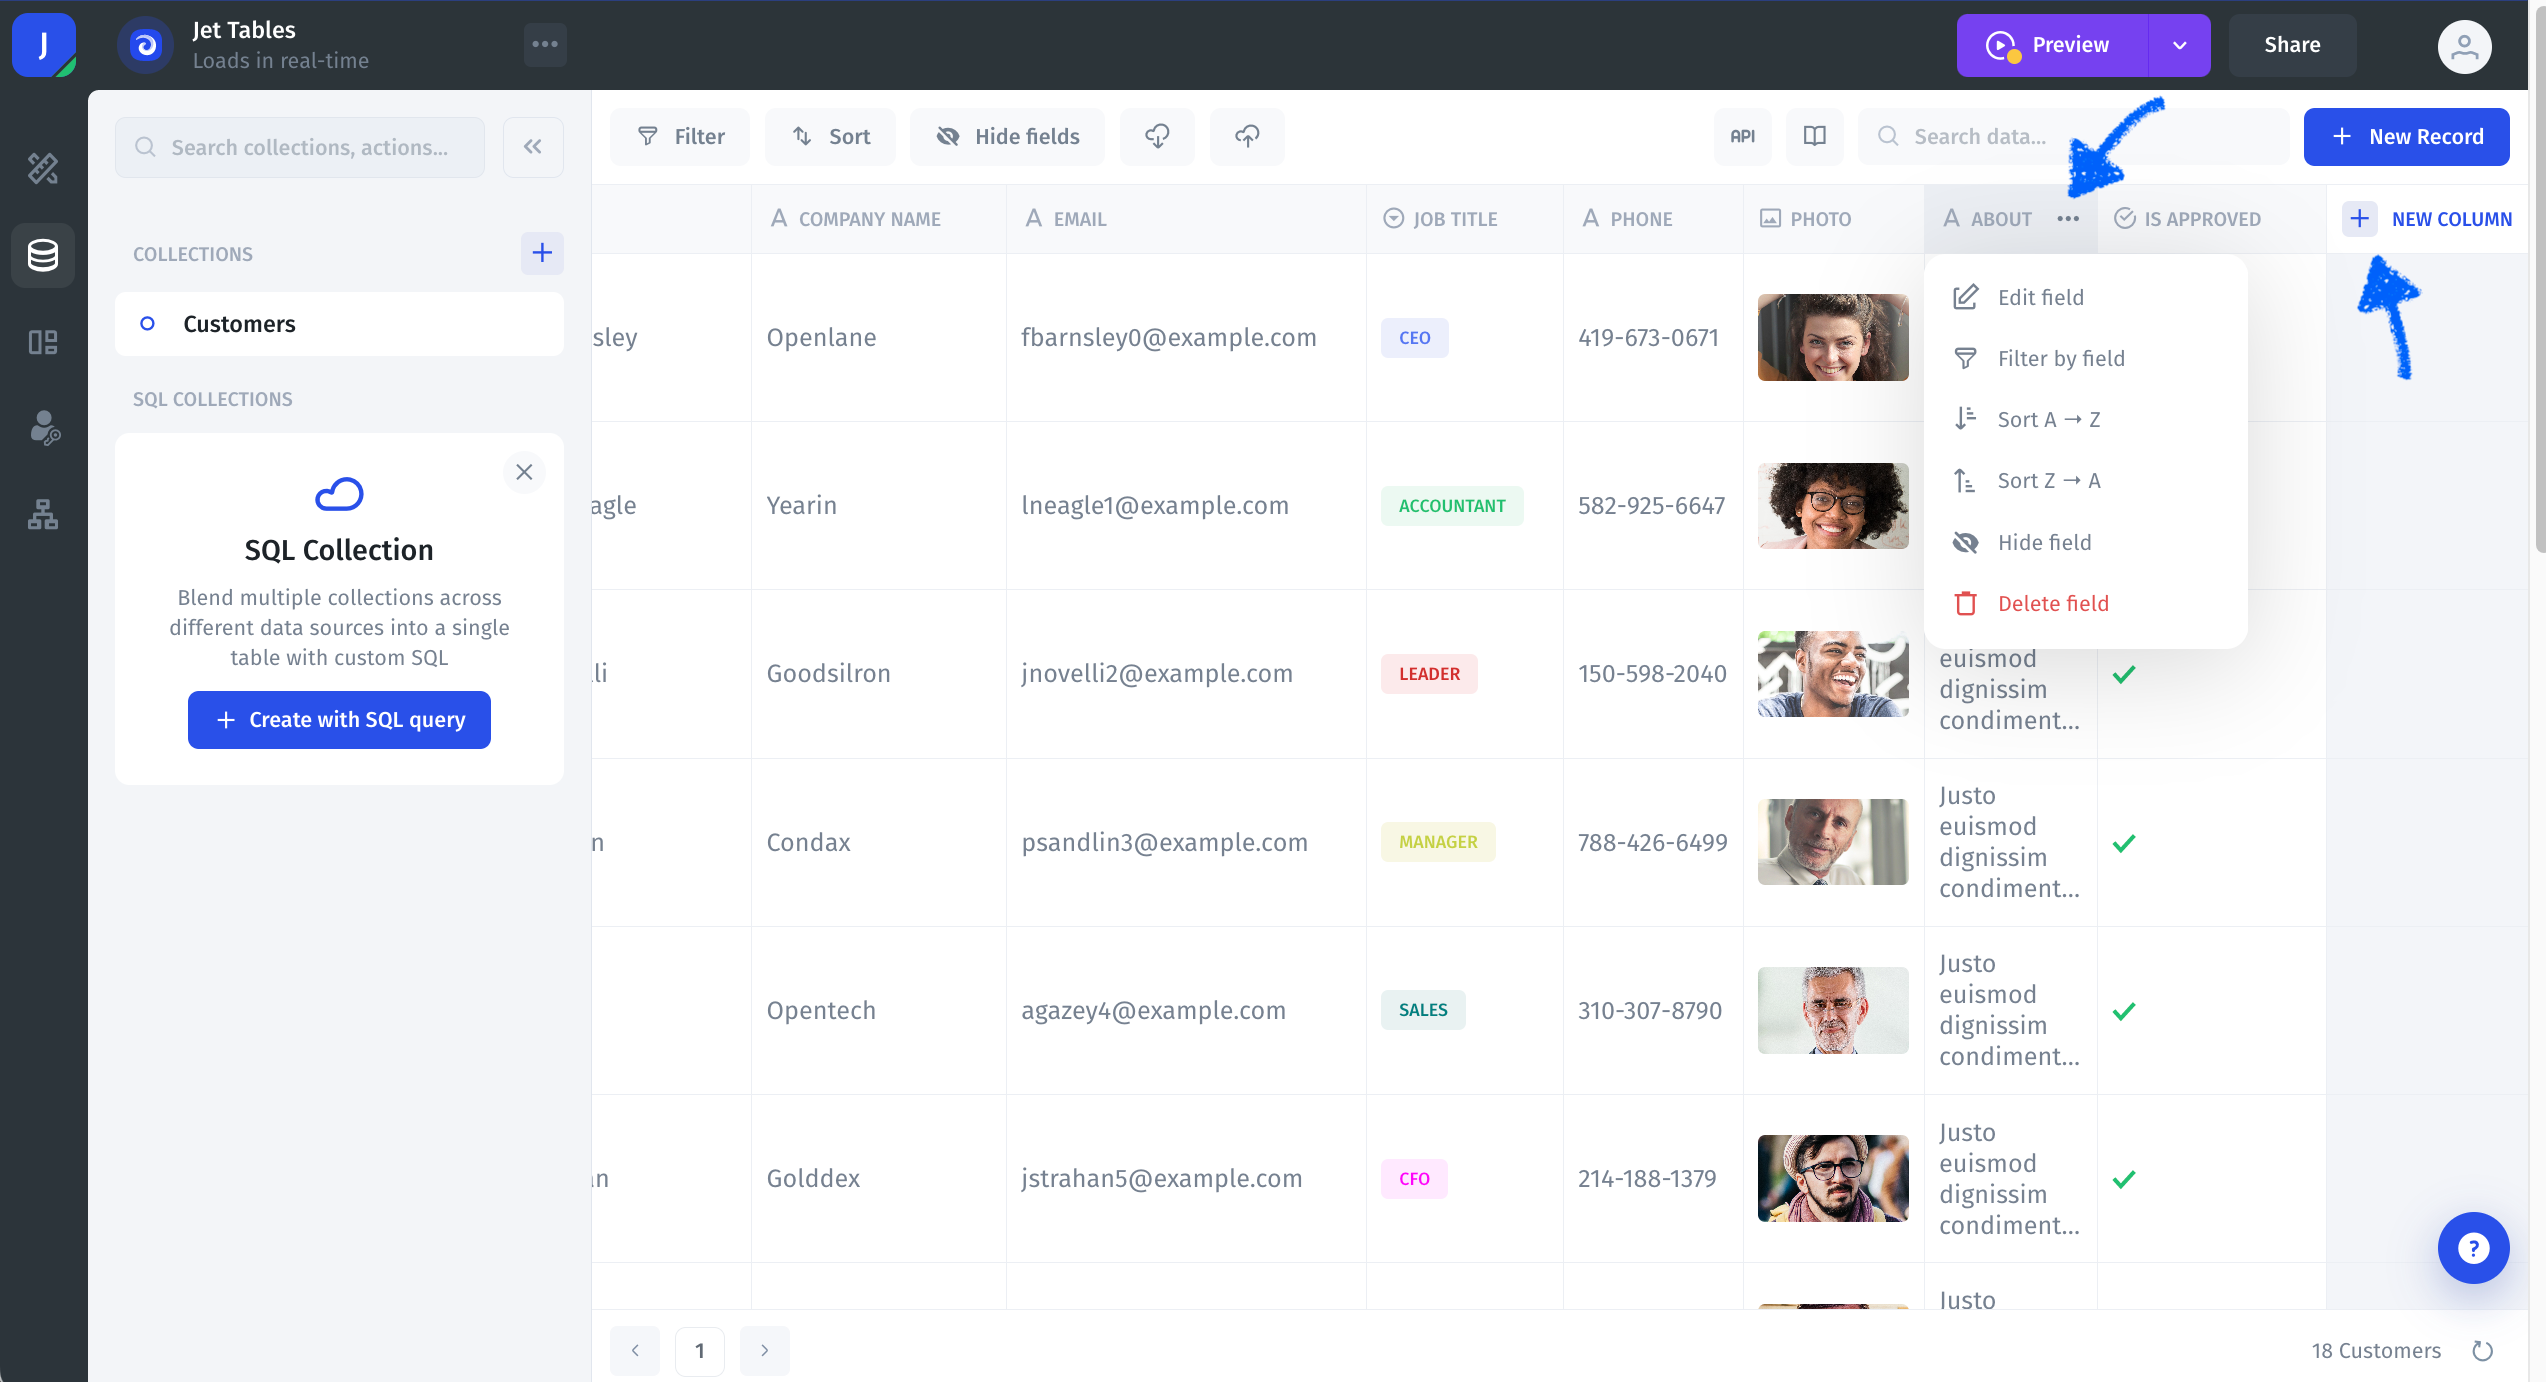 J
Jet Tables
Loads in real-time
Preview
Share
Search collections, actions...
Filter
Sort
Hide fields
API
Search data...
New Record
COLLECTIONS
Customers
SQL COLLECTIONS
SQL Collection
Blend multiple collections across
different data sources into a single
table with custom SQL
Create with SQL query
COMPANY NAME
EMAIL
JOB TITLE
PHONE
PHOTO
ABOUT
IS APPROVED
NEW COLUMN
Edit field
Filter by field
Sort A → Z
Sort Z → A
Hide field
Delete field
sley
Openlane
fbarnsley0@example.com
CEO
419-673-0671
agle
Yearin
lneagle1@example.com
ACCOUNTANT
582-925-6647
li
Goodsilron
jnovelli2@example.com
LEADER
150-598-2040
euismod
dignissim
condiment...
n
Condax
psandlin3@example.com
MANAGER
788-426-6499
Justo
euismod
dignissim
condiment...
Opentech
agazey4@example.com
SALES
310-307-8790
Justo
euismod
dignissim
condiment...
an
Golddex
jstrahan5@example.com
CFO
214-188-1379
Justo
euismod
dignissim
condiment...
Justo
1
18 Customers
?